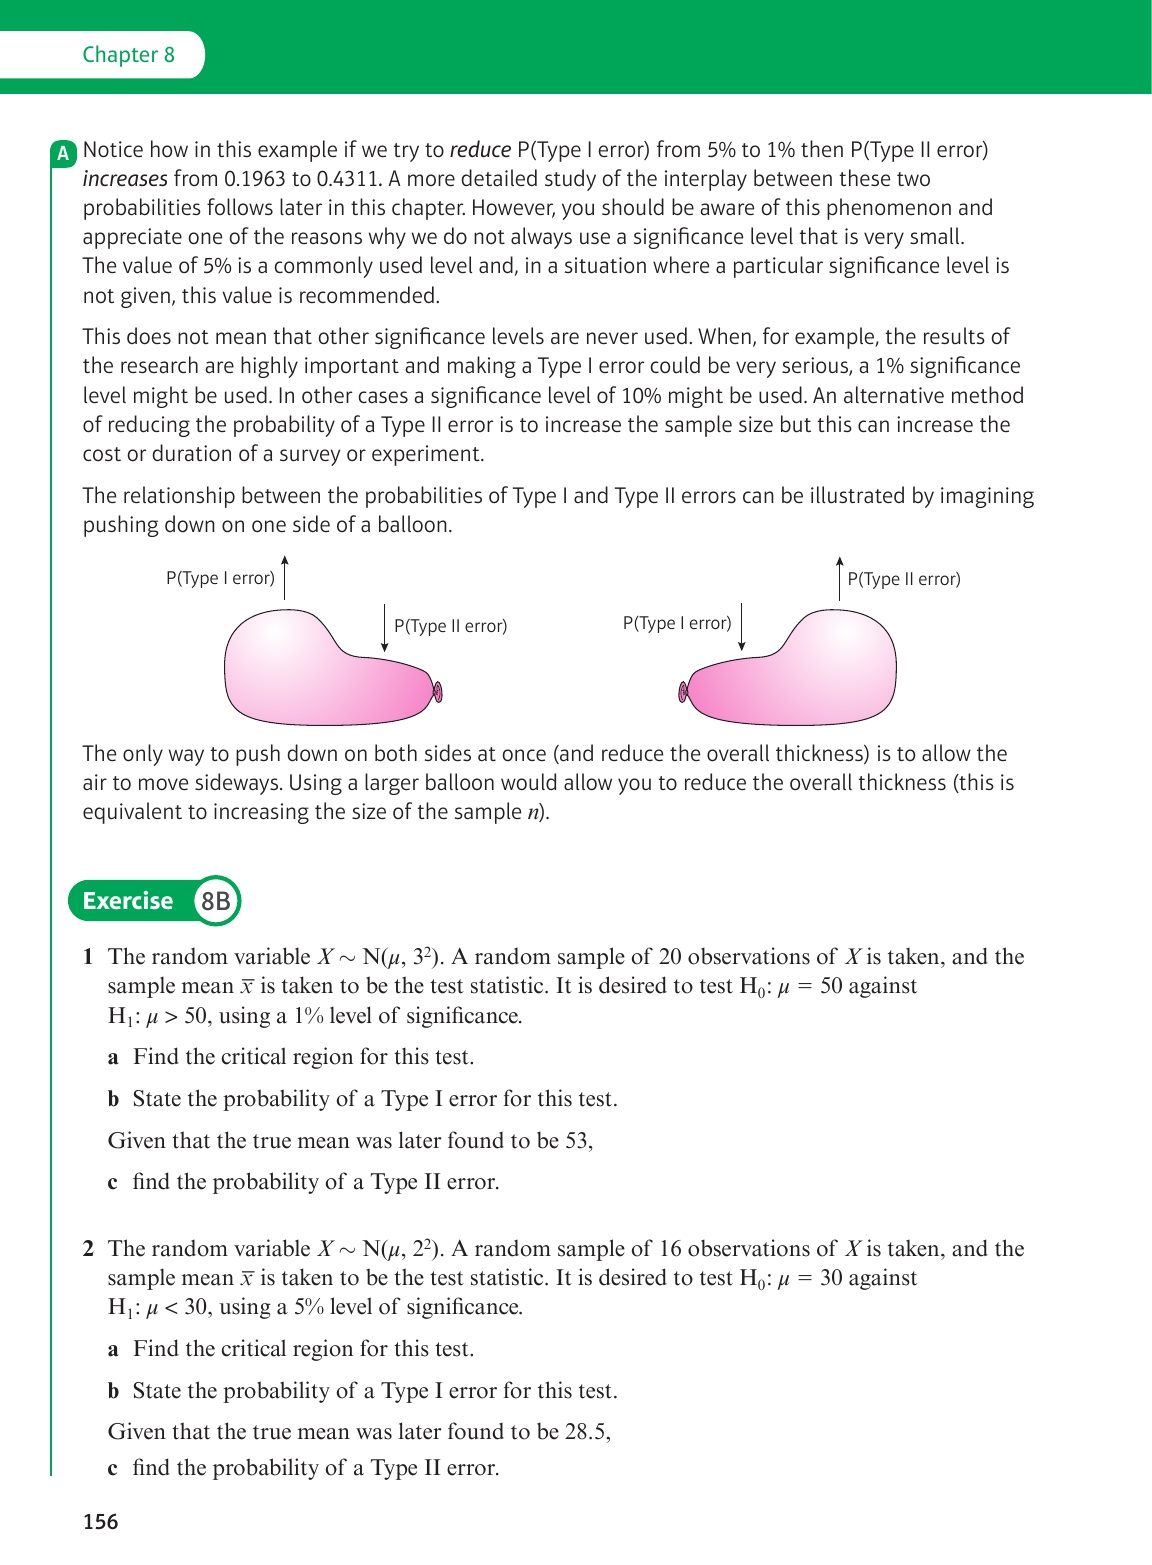 Chapter 8
A Notice how in this example if we try to reduce P(Type I error) from 5% to 1% then P(Type II error)
increases from 0.1963 to 0.4311. A more detailed study of the interplay between these two
probabilities follows later in this chapter. However, you should be aware of this phenomenon and
appreciate one of the reasons why we do not always use a significance level that is very small.
The value of 5% is a commonly used level and, in a situation where a particular significance level is
not given, this value is recommended.
This does not mean that other significance levels are never used. When, for example, the results of
the research are highly important and making a Type I error could be very serious, a 1% significance
level might be used. In other cases a significance level of 10% might be used. An alternative method
of reducing the probability of a Type II error is to increase the sample size but this can increase the
cost or duration of a survey or experiment.
The relationship between the probabilities of Type I and Type II errors can be illustrated by imagining
pushing down on one side of a balloon.
P(Type I error)
P(Type II error)
P(Type I error)
P(Type II error)
The only way to push down on both sides at once (and reduce the overall thickness) is to allow the
air to move sideways. Using a larger balloon would allow you to reduce the overall thickness (this is
equivalent to increasing the size of the sample n).
Exercise 8B
1 The random variable X ~ N(μ, 3²). A random sample of 20 observations of X is taken, and the
sample mean x̅ is taken to be the test statistic. It is desired to test H₀: μ = 50 against
H₁: μ > 50, using a 1% level of significance.
a Find the critical region for this test.
b State the probability of a Type I error for this test.
Given that the true mean was later found to be 53,
c find the probability of a Type II error.
2 The random variable X ~ N(μ, 2²). A random sample of 16 observations of X is taken, and the
sample mean x̅ is taken to be the test statistic. It is desired to test H₀: μ = 30 against
H₁: μ < 30, using a 5% level of significance.
a Find the critical region for this test.
b State the probability of a Type I error for this test.
Given that the true mean was later found to be 28.5,
c find the probability of a Type II error.
156